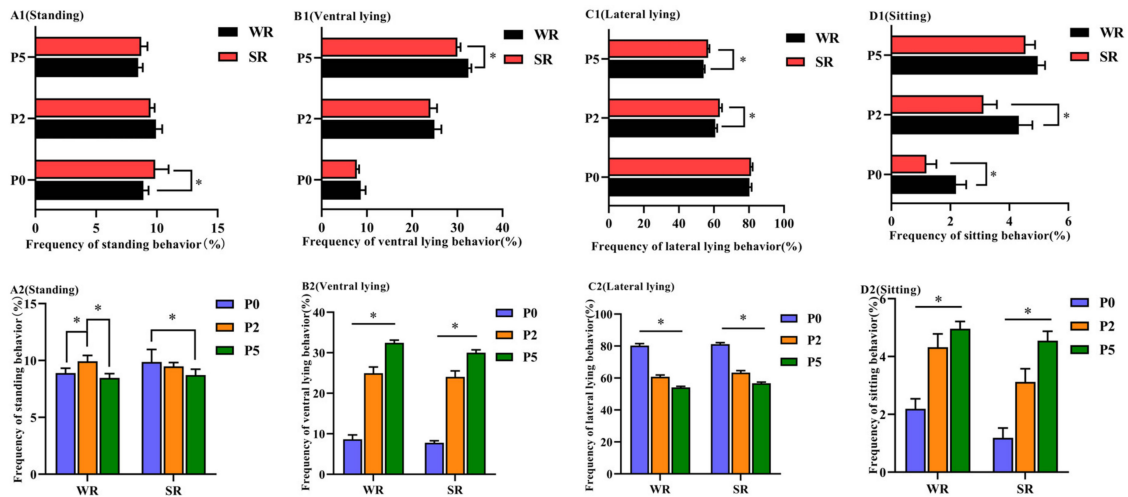 A1(Standing)
WR
SR
P5
P2
P0
*
0 5 10 15
Frequency of standing behavior(%)
B1(Ventral lying)
WR
SR
P5
P2
P0
*
0 10 20 30 40
Frequency of ventral lying behavior(%)
C1(Lateral lying)
WR
SR
P5
P2
P0
*
*
0 20 40 60 80 100
Frequency of lateral lying behavior(%)
D1(Sitting)
WR
SR
P5
P2
P0
*
*
0 2 4 6
Frequency of sitting behavior(%)
A2(Standing)
Frequency of standing behavior(%)
15
10
5
0
* * *
P0
P2
P5
WR SR
B2(Ventral lying)
Frequency of ventral lying behavior(%)
40
30
20
10
0
* *
P0
P2
P5
WR SR
C2(Lateral lying)
Frequency of lateral lying behavior(%)
100
80
60
40
20
0
* *
P0
P2
P5
WR SR
D2(Sitting)
Frequency of sitting behavior(%)
6
4
2
0
* *
P0
P2
P5
WR SR